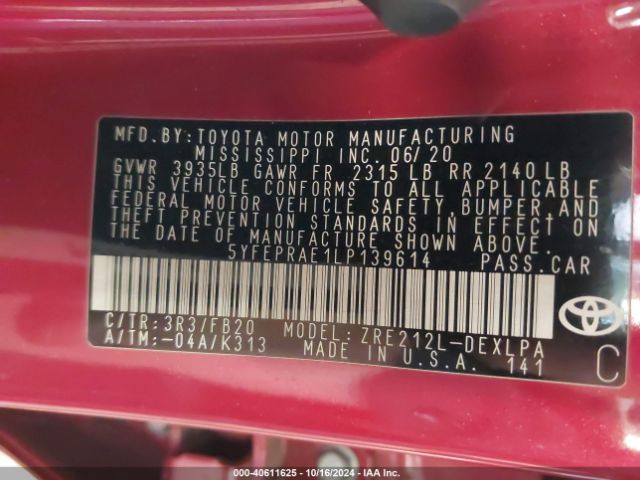 MFD.BY:TOYOTA MOTOR MANUFACTURING
MISSISSIPPI INC. 06/20
GVWR 3935LB GAWR FR 2315 LB RR 2140 LB
THIS VEHICLE CONFORMS TO ALL APPLICABLE
FEDERAL MOTOR VEHICLE SAFETY, BUMPER, AND
THEFT PREVENTION STANDARDS IN EFFECT ON
THE DATE OF MANUFACTURE SHOWN ABOVE.
5YFEPRAE1LP139614 PASS.CAR
C/TR:3R3/FB20 MODEL: ZRE212L-DEXLPA
A/TM:-04A/K313 MADE IN U.S.A. 141
C
000-40611625 | 10/16/2024 | IAA Inc.